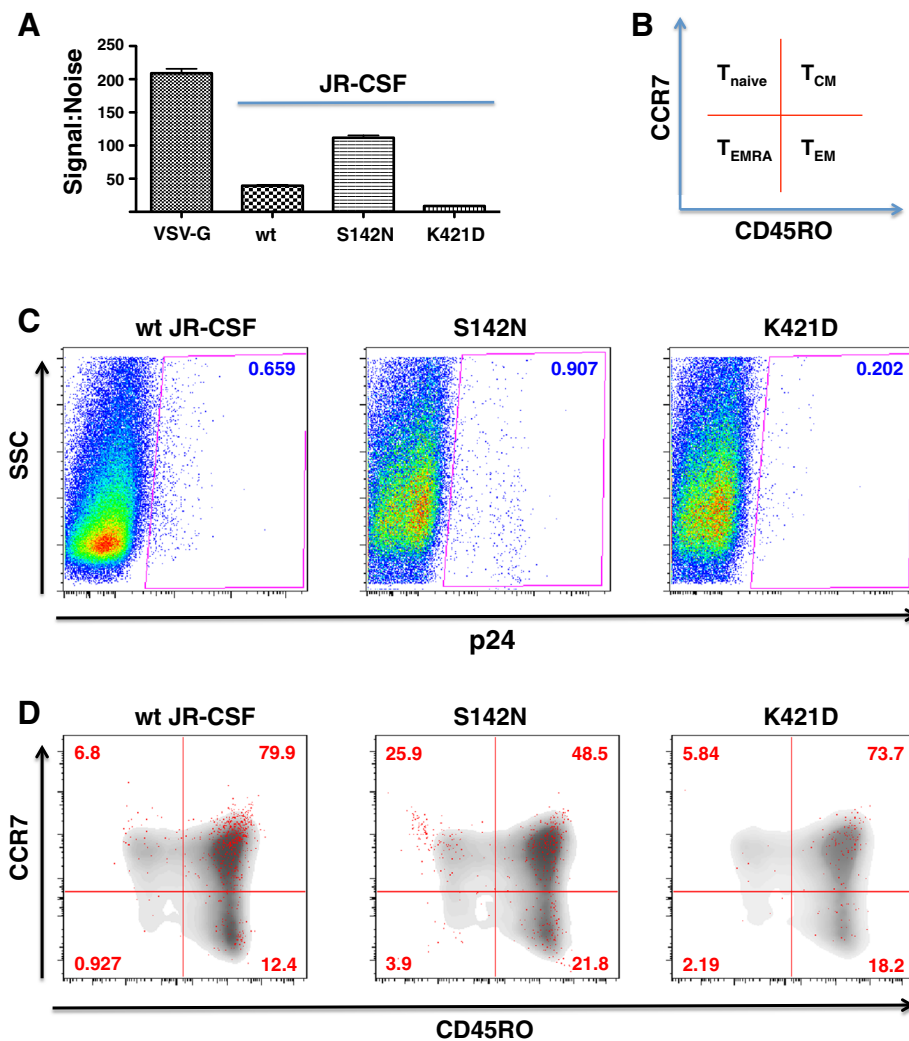 A
Signal:Noise
250
200
150
100
50
JR-CSF
VSV-G wt S142N K421D
B
CCR7
Tnaive TCM
TEMRA TEM
CD45RO
C
wt JR-CSF S142N K421D
SSC
0.659 0.907 0.202
p24
D
wt JR-CSF S142N K421D
CCR7
6.8 79.9 25.9 48.5 5.84 73.7
0.927 12.4 3.9 21.8 2.19 18.2
CD45RO